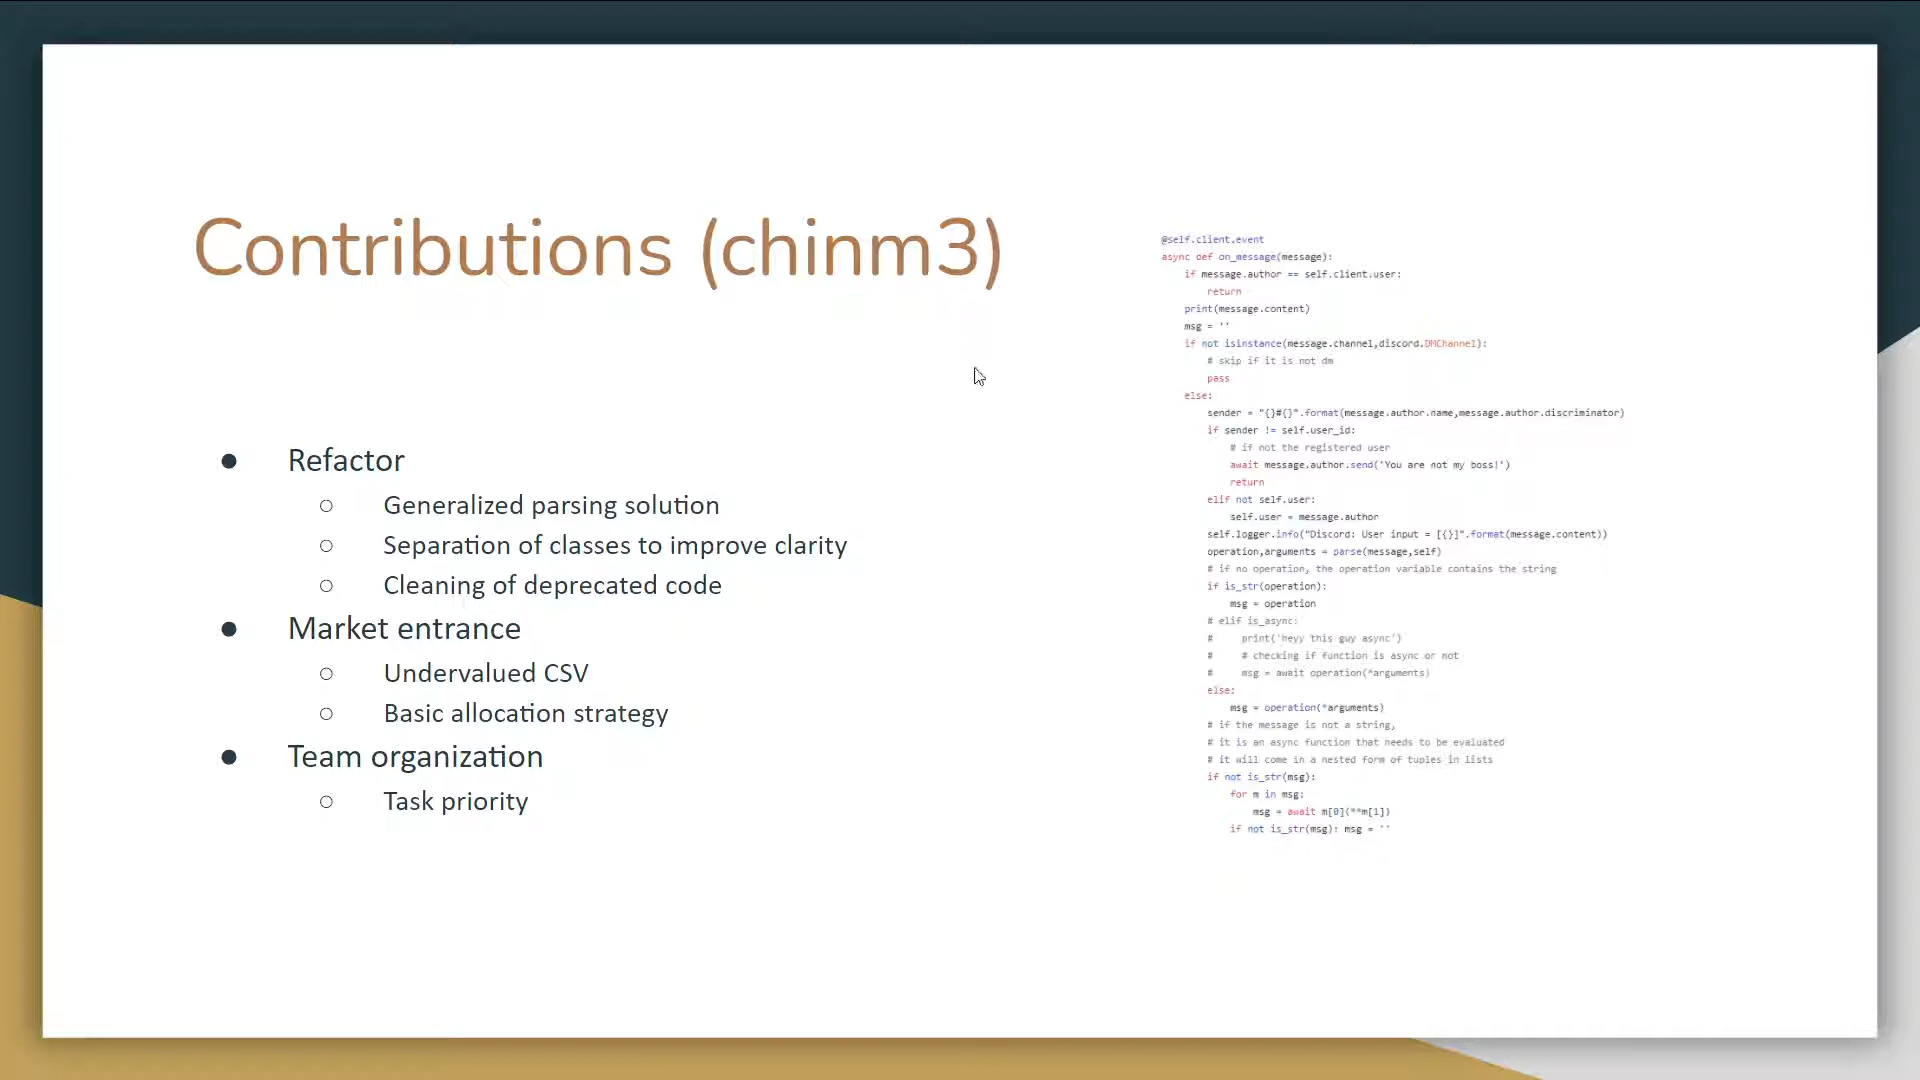 Contributions (chinm3)
● Refactor
○ Generalized parsing solution
○ Separation of classes to improve clarity
○ Cleaning of deprecated code
● Market entrance
○ Undervalued CSV
○ Basic allocation strategy
● Team organization
○ Task priority
@self.client.event
async def on_message(message):
    if message.author == self.client.user:
        return
    print(message.content)
    msg = ''
    if not isinstance(message.channel,discord.DMChannel):
        # skip if it is not dm
        pass
    else:
        sender = "{}#{}".format(message.author.name,message.author.discriminator)
        if sender != self.user_id:
            # if not the registered user
            await message.author.send('You are not my boss!')
            return
        elif not self.user:
            self.user = message.author
        self.logger.info("Discord: User input = [{}]".format(message.content))
        operation,arguments = parse(message,self)
        # if no operation, the operation variable contains the string
        if is_str(operation):
            msg = operation
        # elif is_async:
        #     print('heyy this guy async')
        #     # checking if function is async or not
        #     msg = await operation(*arguments)
        else:
            msg = operation(*arguments)
        # if the message is not a string,
        # it is an async function that needs to be evaluated
        # it will come in a nested form of tuples in lists
        if not is_str(msg):
            for m in msg:
                msg = await m[0](**m[1])
            if not is_str(msg): msg = ''